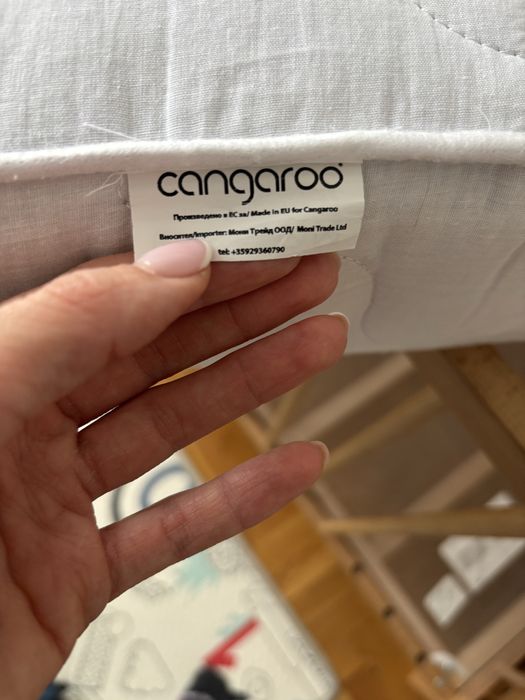 cangaroo
Произведено в ЕС за/ Made in EU for Cangaroo
Вносител/Importer: Мони Трейд ООД/ Moni Trade Ltd
tel: +35929360790